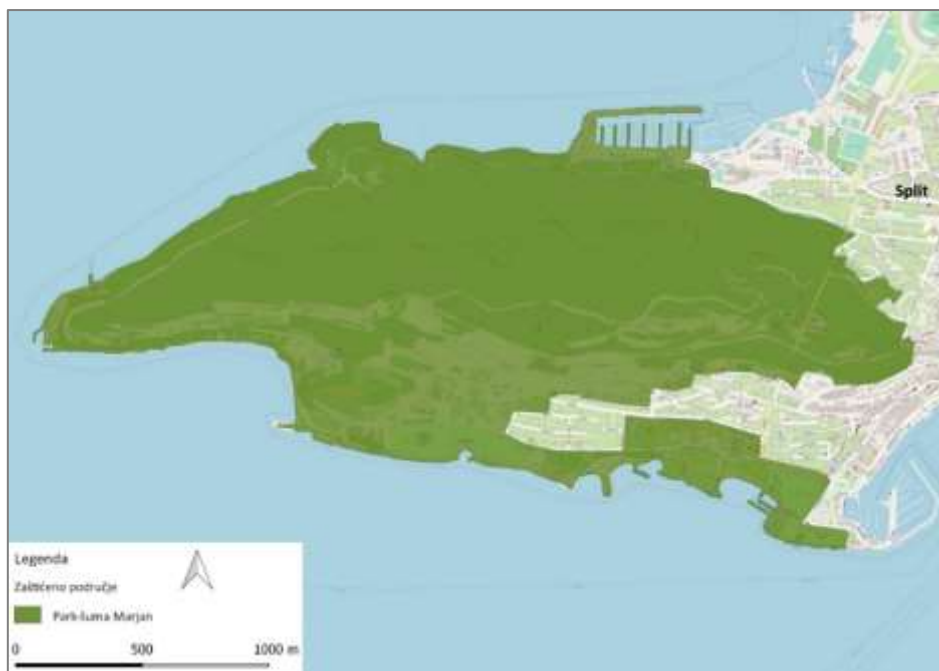 Split
Legenda
Zaštićeno područje
Park-šuma Marjan
0 500 1000 m